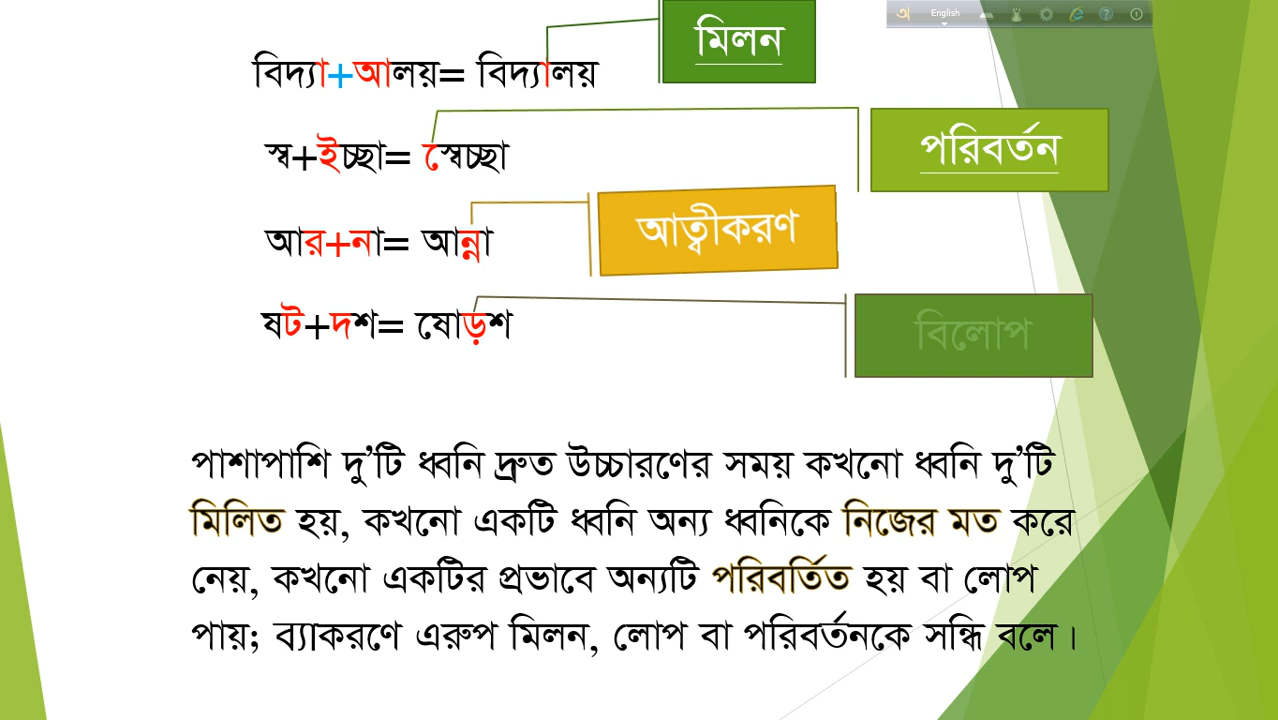 অ English
মিলন
বিদ্যা+আলয়= বিদ্যালয়
পরিবর্তন
স্ব+ইচ্ছা= স্বেচ্ছা
আত্বীকরণ
আর+না= আন্না
বিলোপ
ষট+দশ= ষোড়শ
পাশাপাশি দু’টি ধ্বনি দ্রুত উচ্চারণের সময় কখনো ধ্বনি দু’টি
মিলিত হয়, কখনো একটি ধ্বনি অন্য ধ্বনিকে নিজের মত করে
নেয়, কখনো একটির প্রভাবে অন্যটি পরিবর্তিত হয় বা লোপ
পায়; ব্যাকরণে এরুপ মিলন, লোপ বা পরিবর্তনকে সন্ধি বলে।